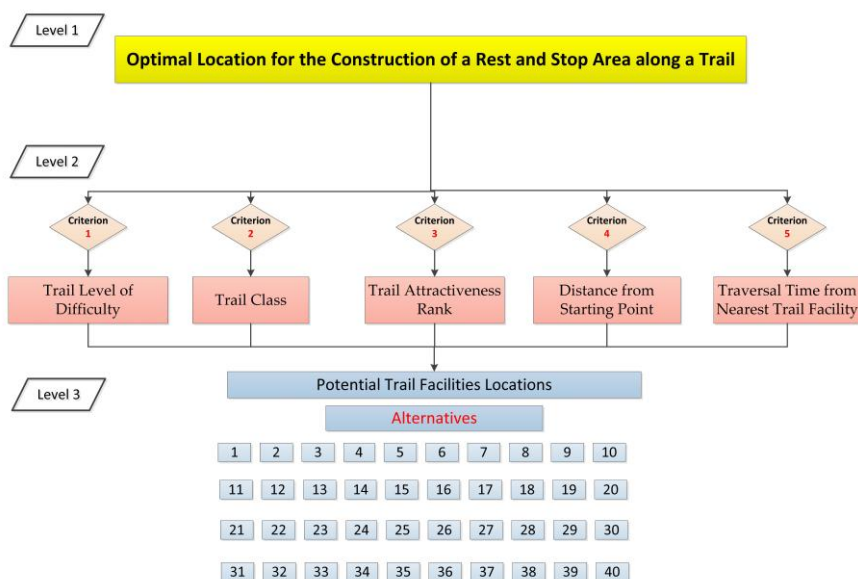 Level 1
Optimal Location for the Construction of a Rest and Stop Area along a Trail
Level 2
Criterion
1
Criterion
2
Criterion
3
Criterion
4
Criterion
5
Trail Level of
Difficulty
Trail Class
Trail Attractiveness
Rank
Distance from
Starting Point
Traversal Time from
Nearest Trail Facility
Level 3
Potential Trail Facilities Locations
Alternatives
1 2 3 4 5 6 7 8 9 10
11 12 13 14 15 16 17 18 19 20
21 22 23 24 25 26 27 28 29 30
31 32 33 34 35 36 37 38 39 40